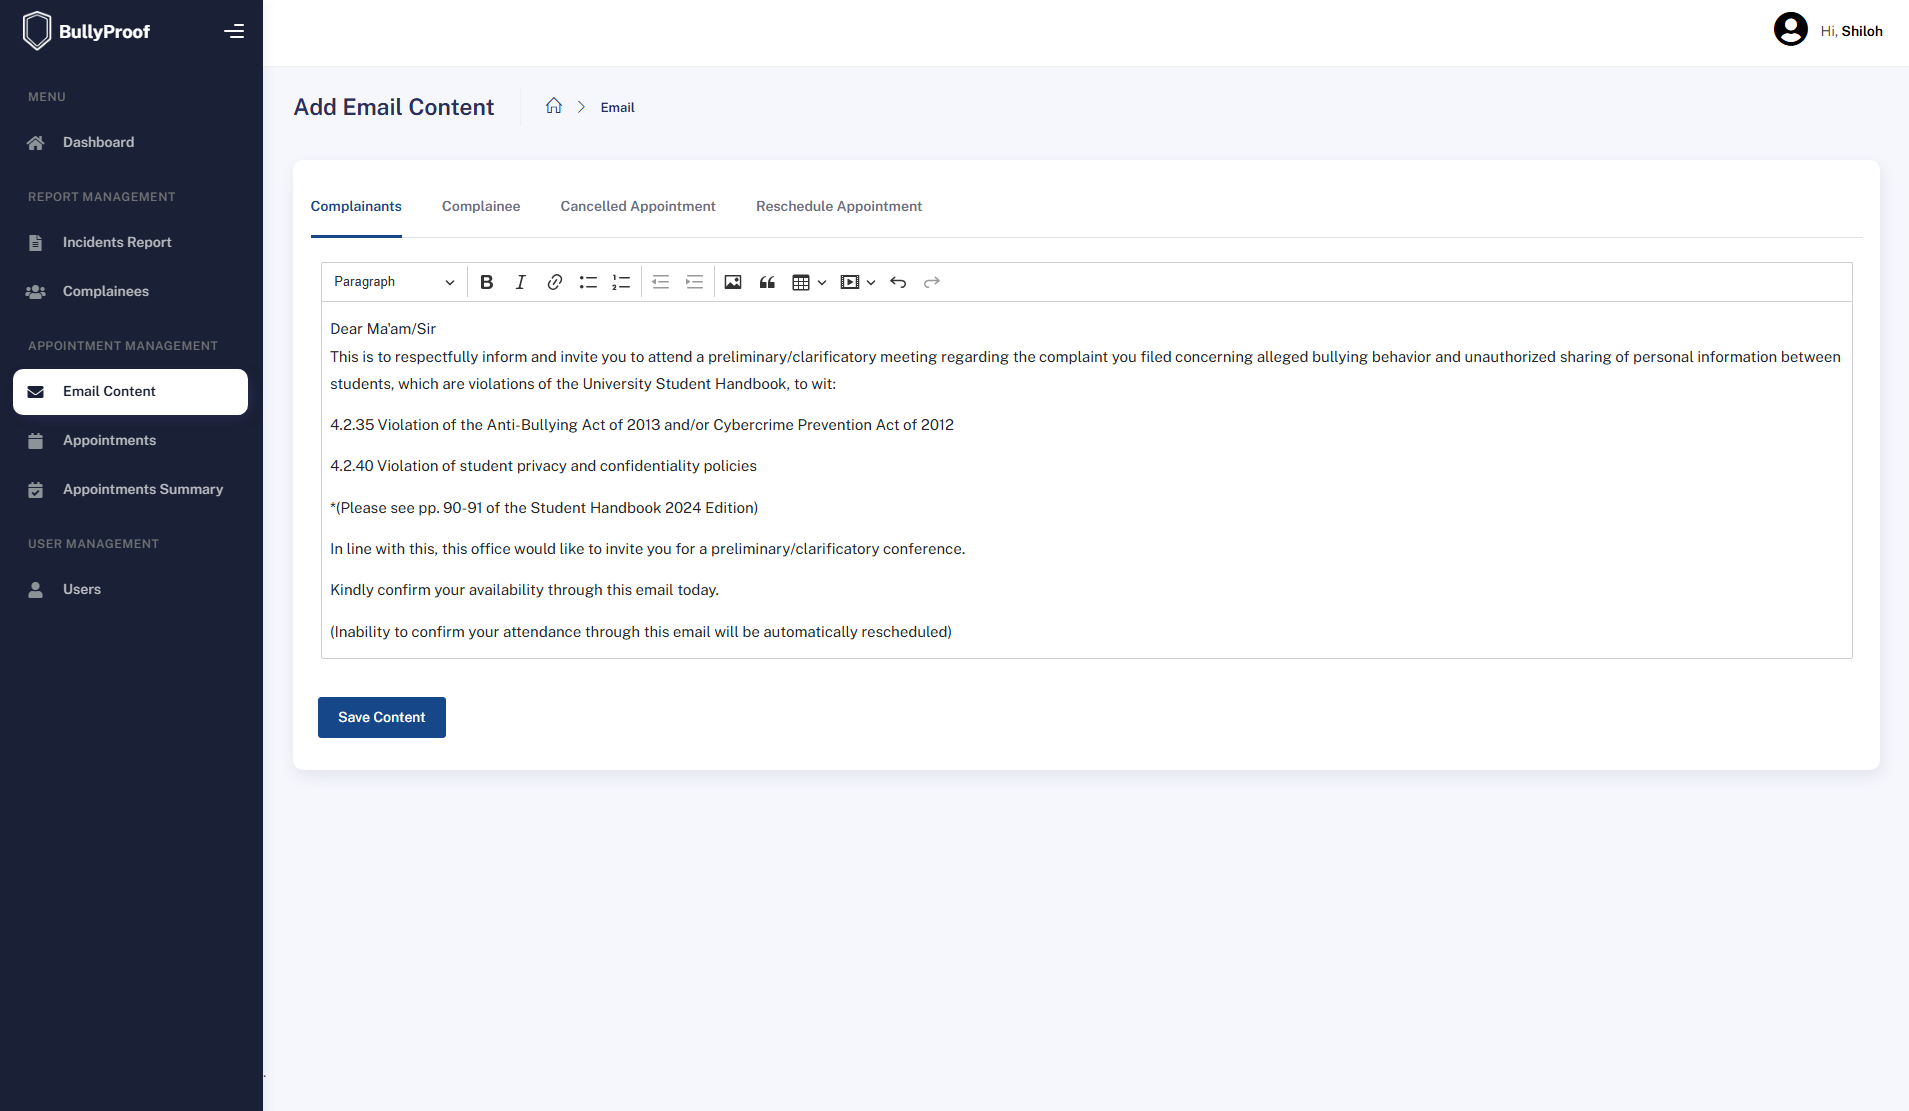 BullyProof
Hi, Shiloh
MENU
Dashboard
REPORT MANAGEMENT
Incidents Report
Complainees
APPOINTMENT MANAGEMENT
Email Content
Appointments
Appointments Summary
USER MANAGEMENT
Users
Add Email Content
Email
Complainants
Complainee
Cancelled Appointment
Reschedule Appointment
Paragraph
Dear Ma'am/Sir
This is to respectfully inform and invite you to attend a preliminary/clarificatory meeting regarding the complaint you filed concerning alleged bullying behavior and unauthorized sharing of personal information between
students, which are violations of the University Student Handbook, to wit:
4.2.35 Violation of the Anti-Bullying Act of 2013 and/or Cybercrime Prevention Act of 2012
4.2.40 Violation of student privacy and confidentiality policies
*(Please see pp. 90-91 of the Student Handbook 2024 Edition)
In line with this, this office would like to invite you for a preliminary/clarificatory conference.
Kindly confirm your availability through this email today.
(Inability to confirm your attendance through this email will be automatically rescheduled)
Save Content